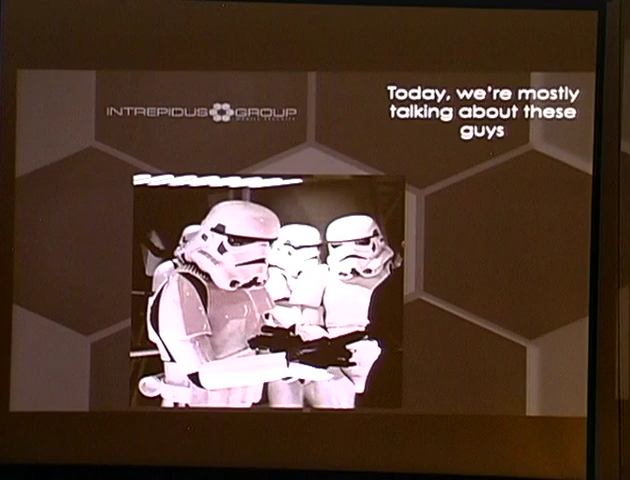 INTREPIDUS GROUP
Today, we're mostly
talking about these
guys